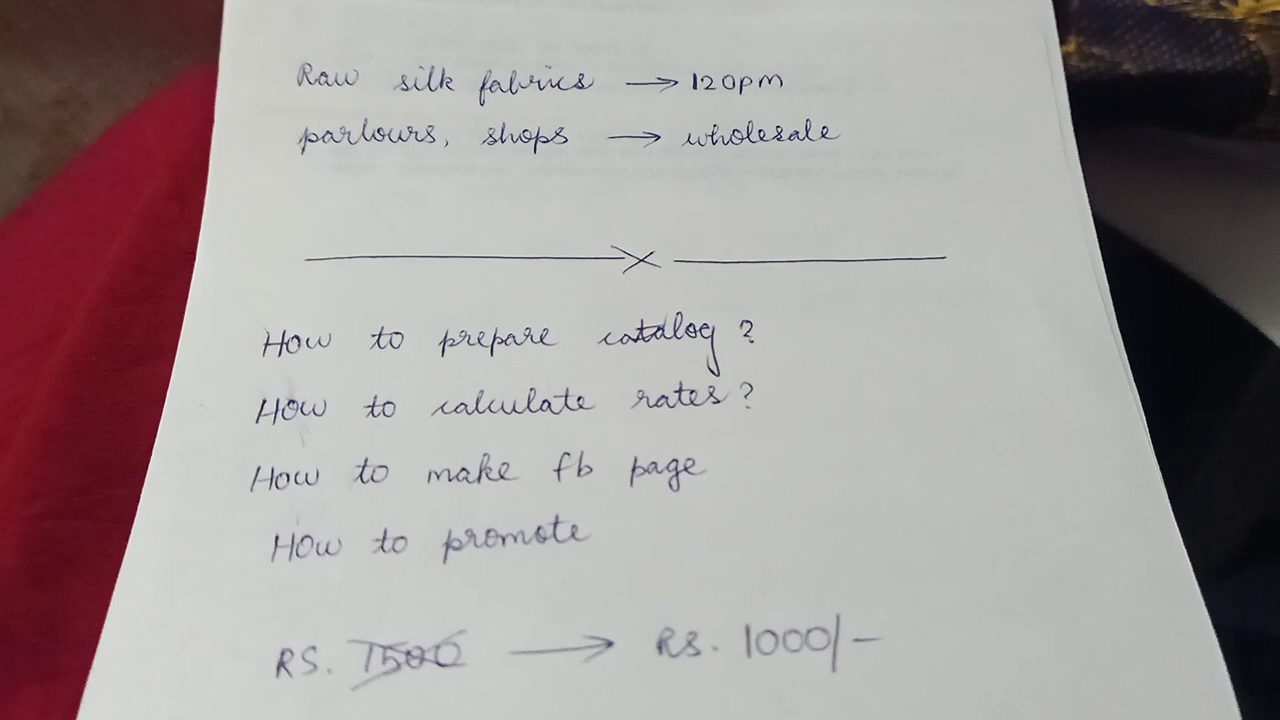 Raw silk fabrics → 120pm
parlours, shops → wholesale
How to prepare catalog?
How to calculate rates?
How to make fb page
How to promote
RS. 1500 → RS. 1000/-